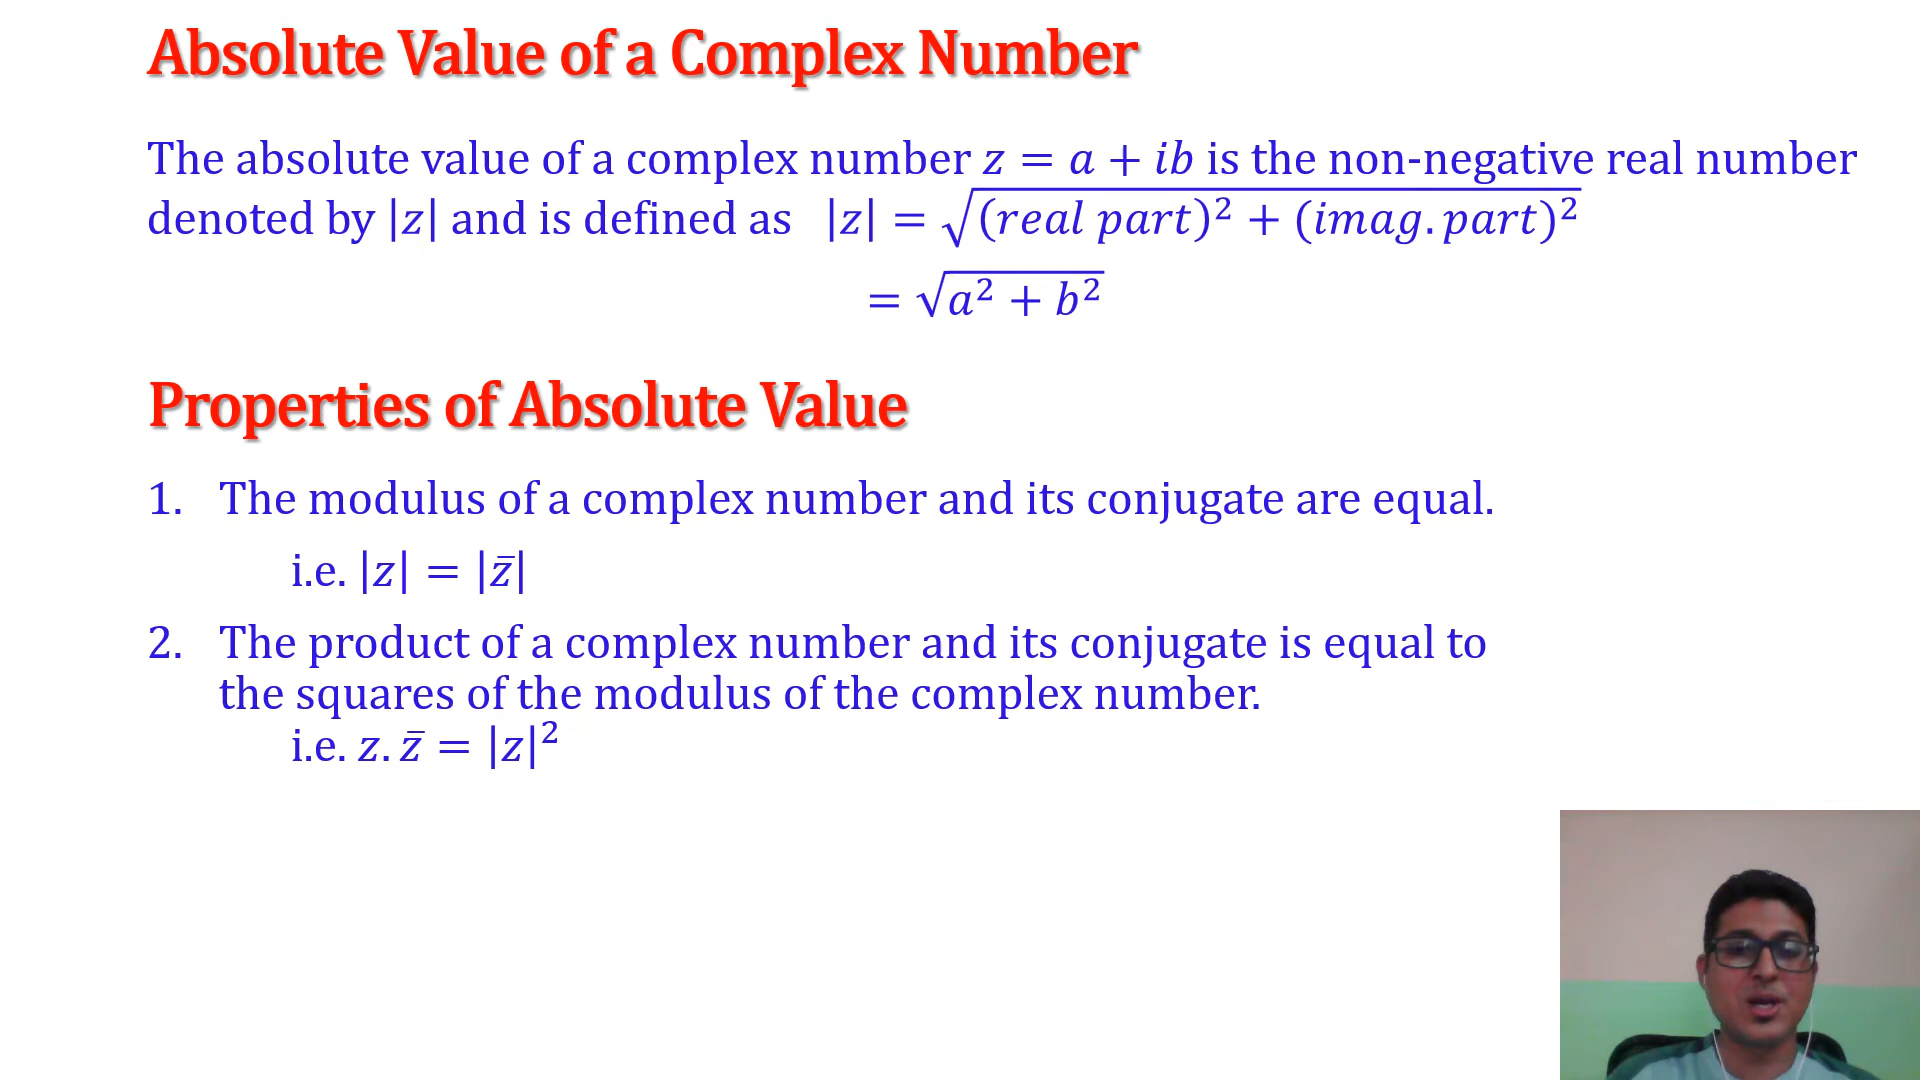 Absolute Value of a Complex Number
The absolute value of a complex number z = a + ib is the non-negative real number
denoted by |z| and is defined as |z| = √(real part)² + (imag. part)²
= √a² + b²
Properties of Absolute Value
1. The modulus of a complex number and its conjugate are equal.
i.e. |z| = |z̄|
2. The product of a complex number and its conjugate is equal to
the squares of the modulus of the complex number.
i.e. z. z̄ = |z|²